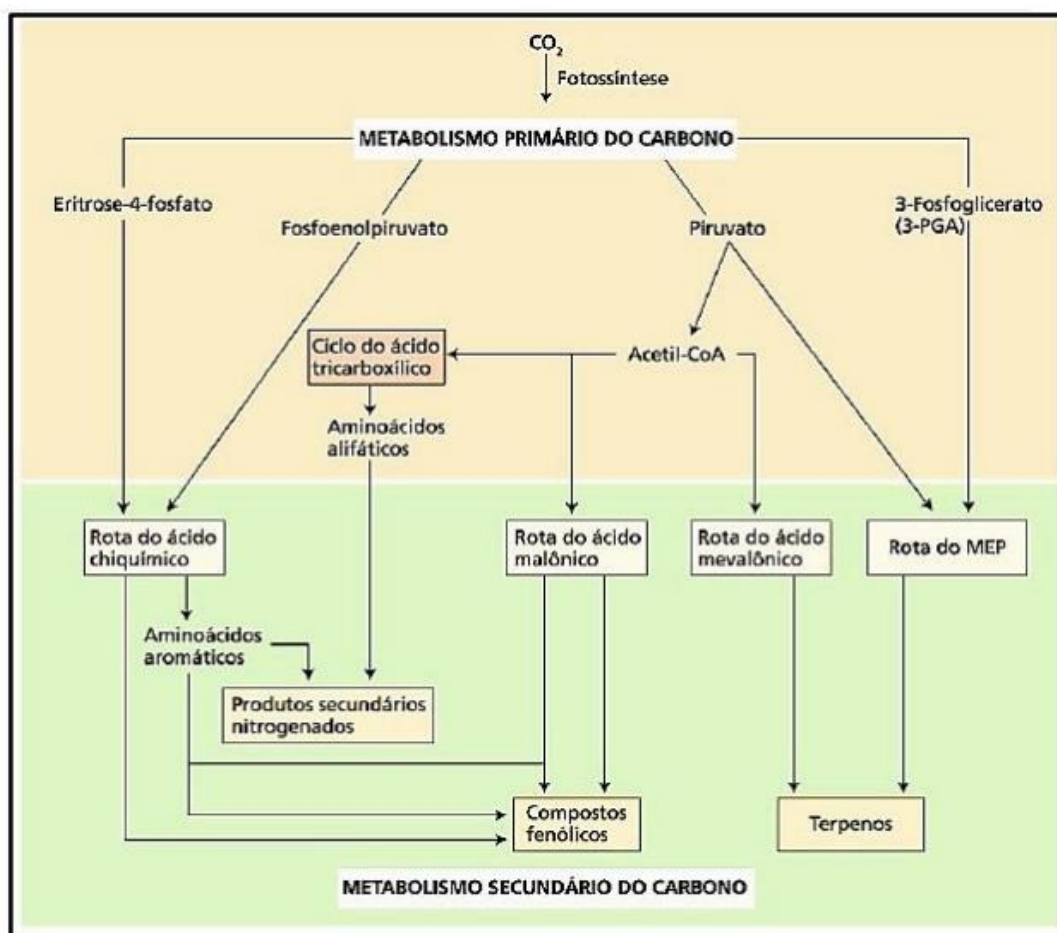 CO₂
Fotossíntese
METABOLISMO PRIMÁRIO DO CARBONO
Eritrose-4-fosfato
Fosfoenolpiruvato
Piruvato
3-Fosfoglicerato
(3-PGA)
Ciclo do ácido
tricarboxílico
Acetil-CoA
Aminoácidos
alifáticos
Rota do ácido
chiquímico
Rota do ácido
malônico
Rota do ácido
mevalônico
Rota do MEP
Aminoácidos
aromáticos
Produtos secundários
nitrogenados
Compostos
fenólicos
Terpenos
METABOLISMO SECUNDÁRIO DO CARBONO